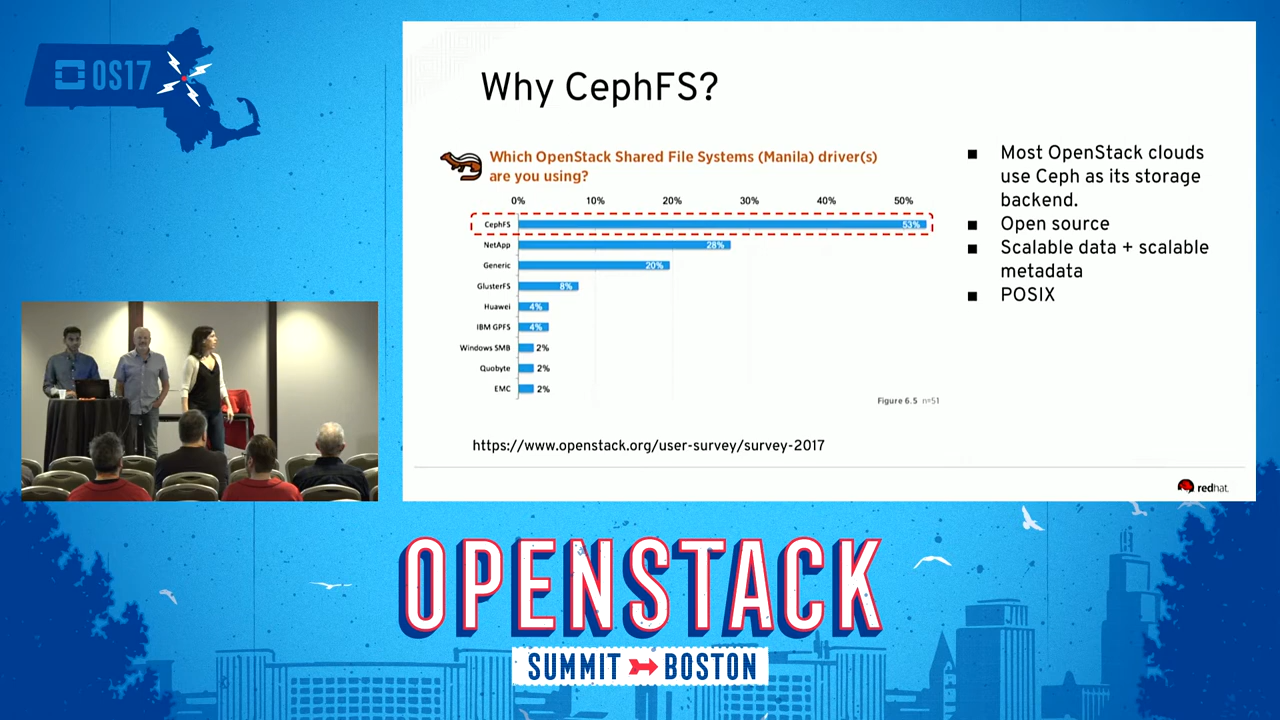 OS17
Why CephFS?
Which OpenStack Shared File Systems (Manila) driver(s)
are you using?
0% 10% 20% 30% 40% 50%
CephFS 53%
NetApp 28%
Generic 20%
GlusterFS 8%
Huawei 4%
IBM GPFS 4%
Windows SMB 2%
Quobyte 2%
EMC 2%
Figure 6.5 n=51
https://www.openstack.org/user-survey/survey-2017
■ Most OpenStack clouds
use Ceph as its storage
backend.
■ Open source
■ Scalable data + scalable
metadata
■ POSIX
redhat.
OPENSTACK
SUMMIT BOSTON